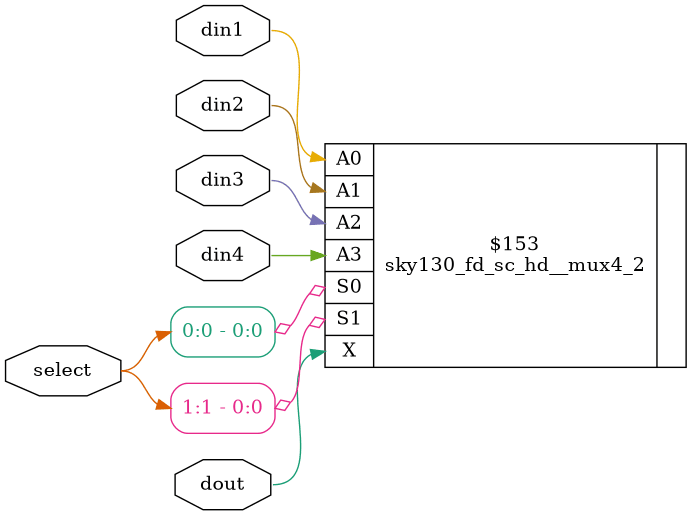 din1
din2
din3
din4
select
dout
0:0 - 0:0
1:1 - 0:0
A0
A1
A2
A3
S0
S1
X
$153
sky130_fd_sc_hd__mux4_2